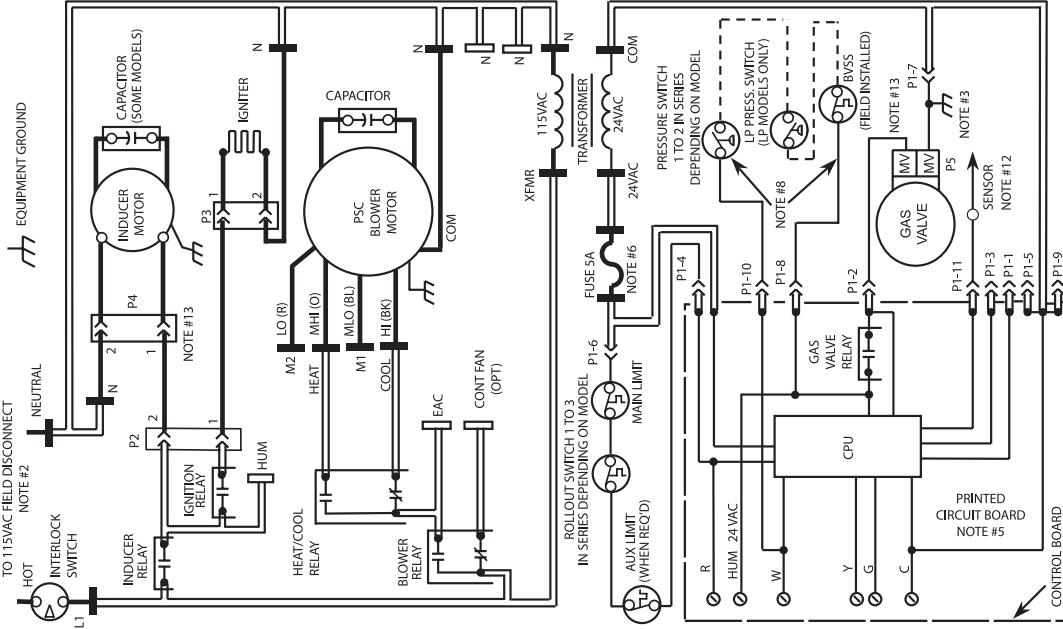 TO 115VAC FIELD DISCONNECT
NOTE #2
HOT
NEUTRAL
EQUIPMENT GROUND
INTERLOCK
SWITCH
L1
INDUCER
RELAY
IGNITION
RELAY
HUM
P2
2
1
N
P4
2
1
NOTE #13
INDUCER
MOTOR
CAPACITOR
(SOME MODELS)
P3
1
2
IGNITER
N
HEAT/COOL
RELAY
BLOWER
RELAY
EAC
CONT FAN
(OPT)
M2
HEAT
M1
COOL
LO (R)
MHI (O)
MLO (BL)
HI (BK)
PSC
BLOWER
MOTOR
CAPACITOR
COM
N
N
N
N
XFMR
115VAC
TRANSFORMER
24VAC
24VAC
COM
FUSE 5A
NOTE #6
P1-6
MAIN LIMIT
ROLLOUT SWITCH 1 TO 3
IN SERIES DEPENDING ON MODEL
AUX LIMIT
(WHEN REQ'D)
PRESSURE SWITCH
1 TO 2 IN SERIES
DEPENDING ON MODEL
LP PRESS. SWITCH
(LP MODELS ONLY)
BVSS
(FIELD INSTALLED)
NOTE #8
NOTE #13
P1-7
NOTE #3
MV
MV
P5
GAS
VALVE
SENSOR
NOTE #12
P1-4
P1-10
P1-8
P1-2
P1-11
P1-3
P1-1
P1-5
P1-9
GAS
VALVE
RELAY
CPU
PRINTED
CIRCUIT BOARD
NOTE #5
R
HUM 24 VAC
W
Y
G
C
CONTROL BOARD